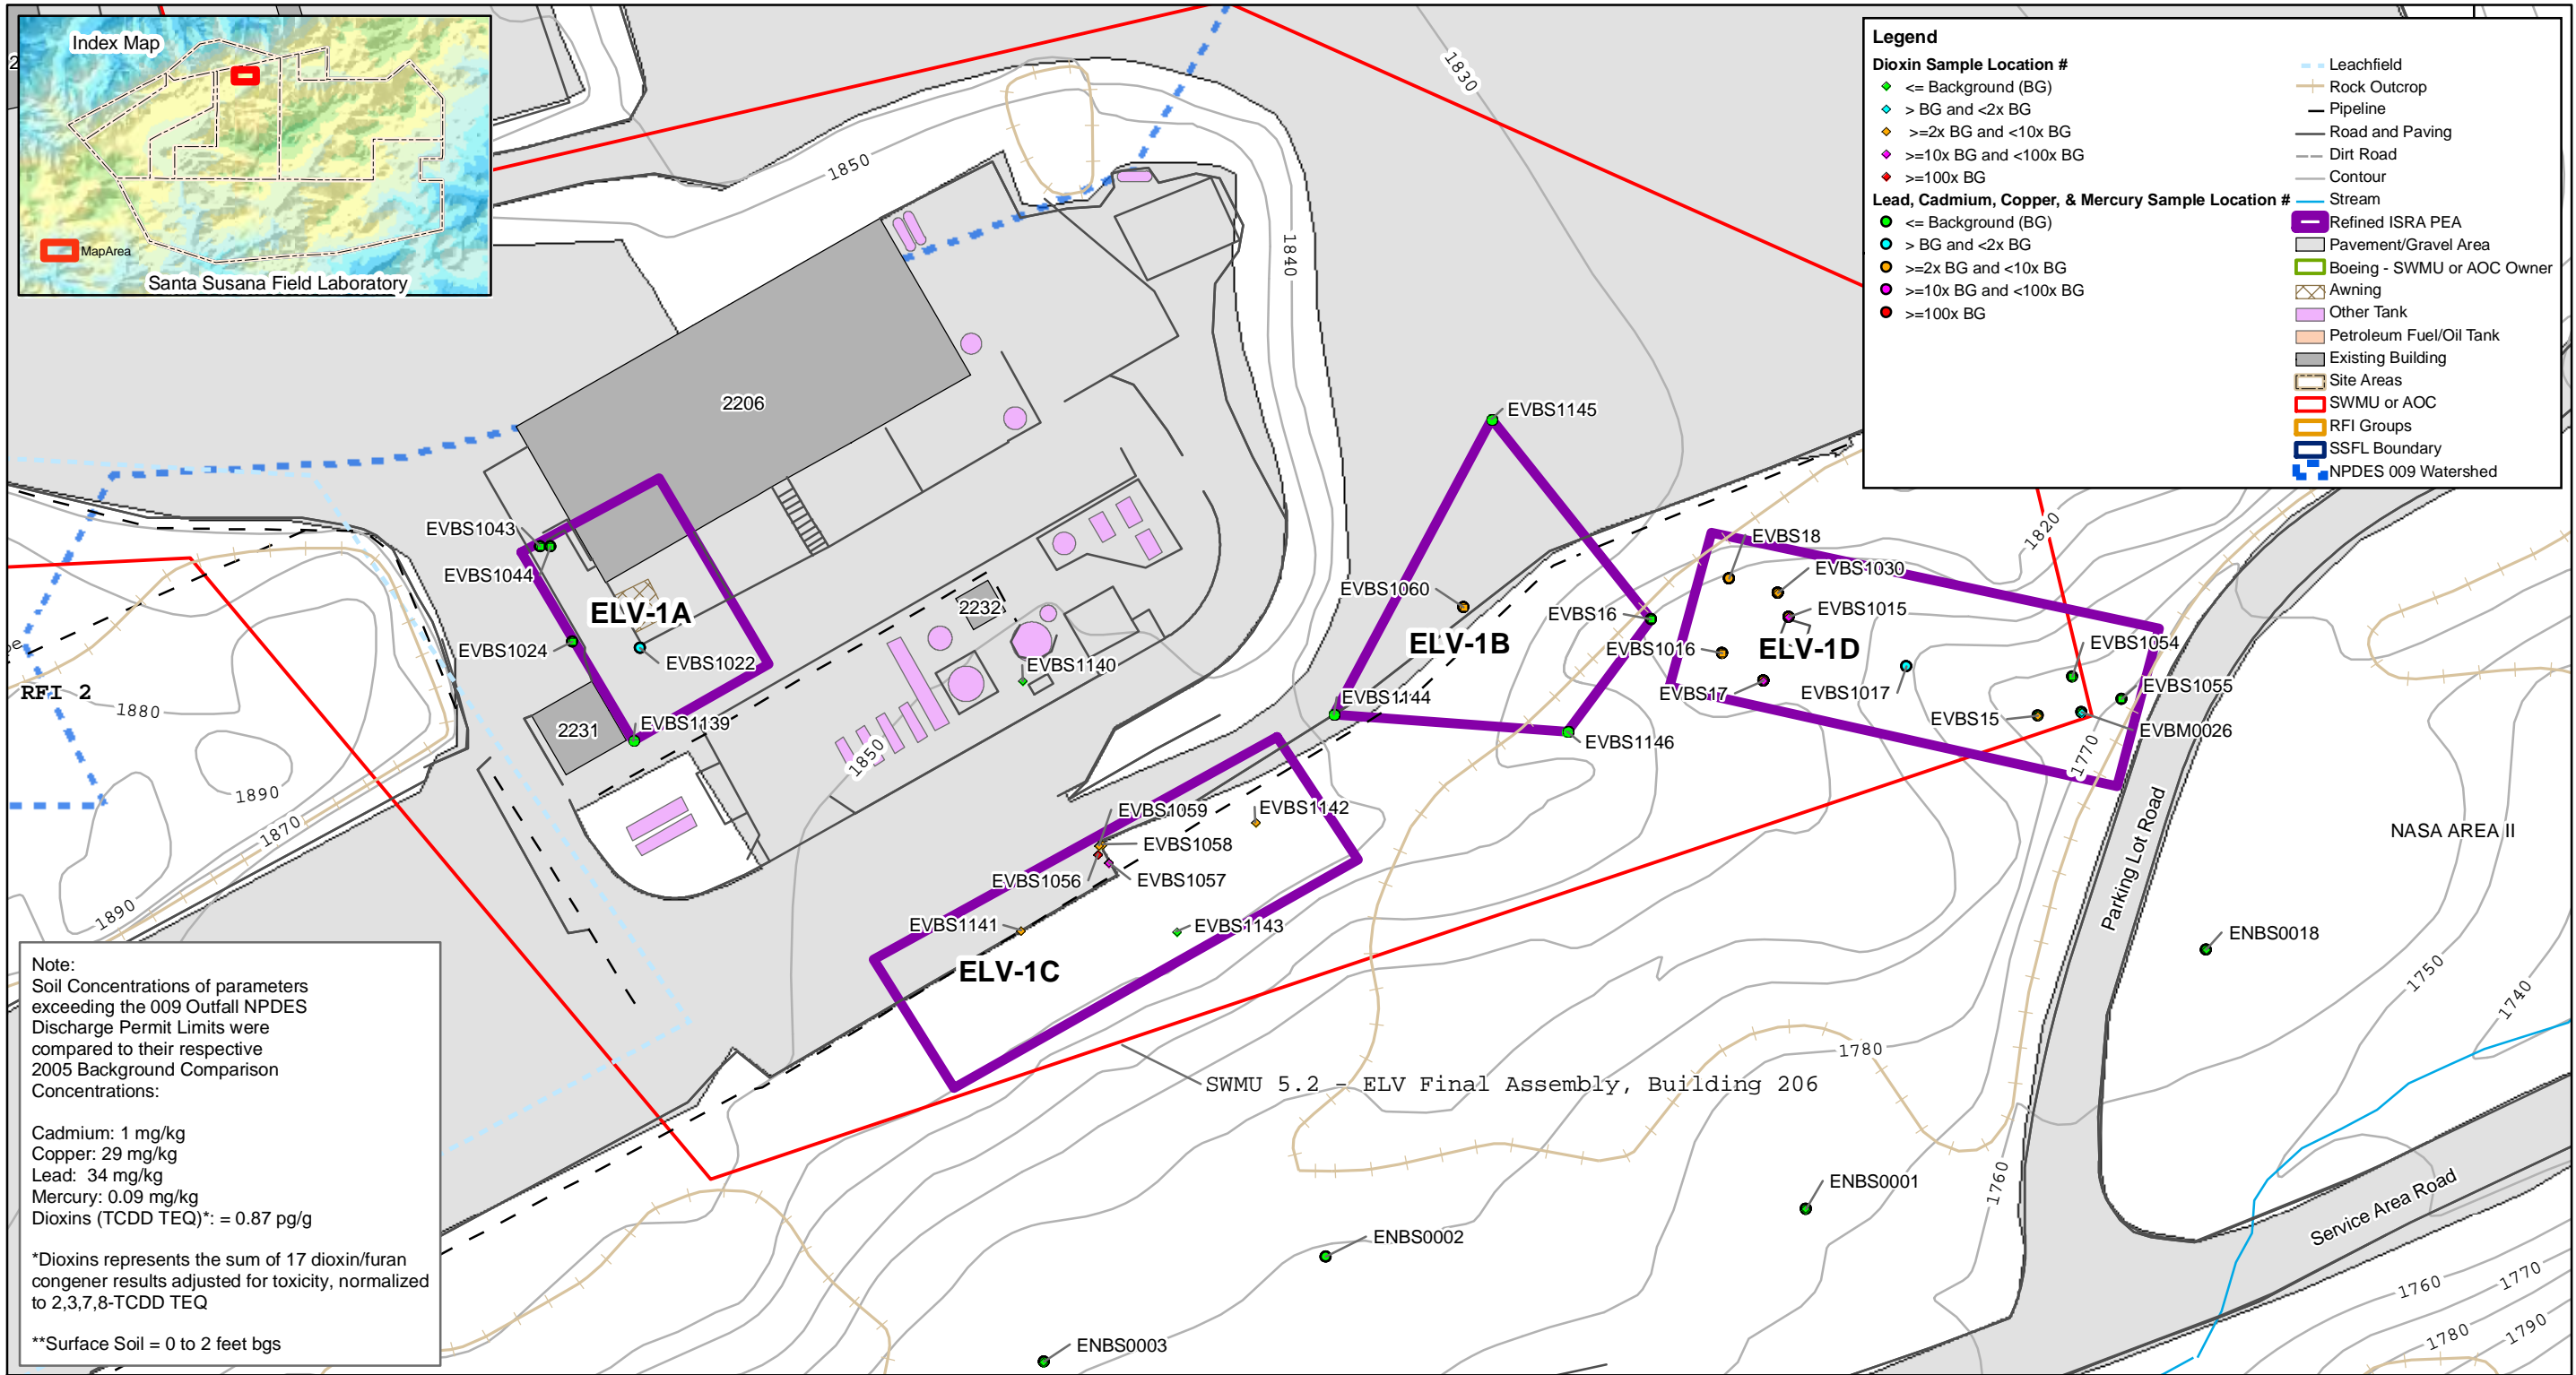 Index Map
MapArea
Santa Susana Field Laboratory
Legend
Dioxin Sample Location #
<= Background (BG)
> BG and <2x BG
>=2x BG and <10x BG
>=10x BG and <100x BG
>=100x BG
Lead, Cadmium, Copper, & Mercury Sample Location #
<= Background (BG)
> BG and <2x BG
>=2x BG and <10x BG
>=10x BG and <100x BG
>=100x BG
Leachfield
Rock Outcrop
Pipeline
Road and Paving
Dirt Road
Contour
Stream
Refined ISRA PEA
Pavement/Gravel Area
Boeing - SWMU or AOC Owner
Awning
Other Tank
Petroleum Fuel/Oil Tank
Existing Building
Site Areas
SWMU or AOC
RFI Groups
SSFL Boundary
NPDES 009 Watershed
2
1830
1850
1840
2206
EVBS1145
EVBS1043
EVBS1044
ELV-1A
EVBS1024
EVBS1022
2231
EVBS1139
2232
EVBS1140
1850
EVBS1060
EVBS16
ELV-1B
EVBS1144
EVBS1146
1820
EVBS18
EVBS1030
EVBS1015
EVBS1016
ELV-1D
EVBS17
EVBS1017
EVBS1054
EVBS1055
EVBS15
EVBM0026
1770
RFI 2
1880
1890
1870
1890
EVBS1059
EVBS1142
EVBS1058
EVBS1056
EVBS1057
EVBS1141
EVBS1143
ELV-1C
NASA AREA II
Parking Lot Road
ENBS0018
1750
1740
1780
SWMU 5.2 - ELV Final Assembly, Building 206
ENBS0001
1760
ENBS0002
ENBS0003
Service Area Road
1760
1770
1780
1790
Note:
Soil Concentrations of parameters
exceeding the 009 Outfall NPDES
Discharge Permit Limits were
compared to their respective
2005 Background Comparison
Concentrations:
Cadmium: 1 mg/kg
Copper: 29 mg/kg
Lead: 34 mg/kg
Mercury: 0.09 mg/kg
Dioxins (TCDD TEQ)*: = 0.87 pg/g
*Dioxins represents the sum of 17 dioxin/furan
congener results adjusted for toxicity, normalized
to 2,3,7,8-TCDD TEQ
**Surface Soil = 0 to 2 feet bgs